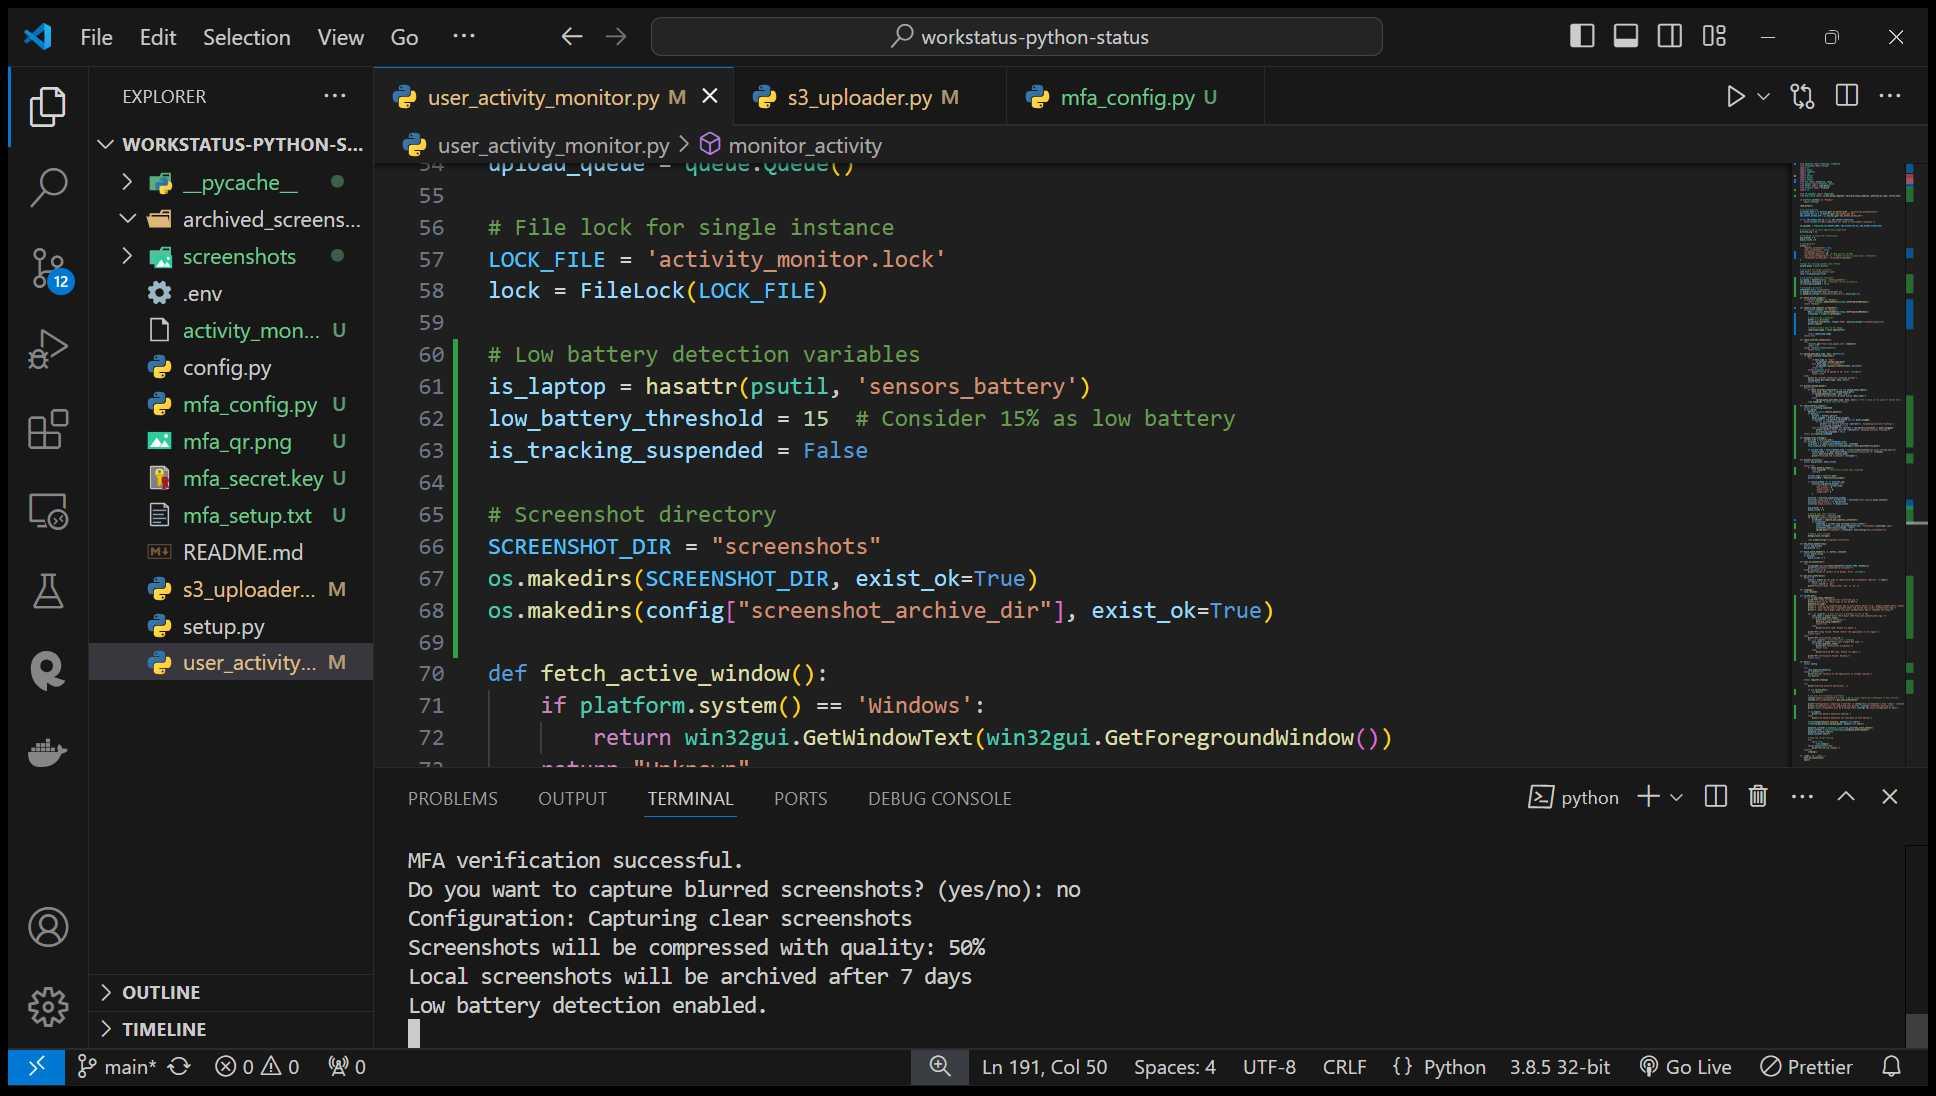 File Edit Selection View Go ··· workstatus-python-status
EXPLORER ···
WORKSTATUS-PYTHON-S...
__pycache__
archived_screens...
screenshots
.env
activity_mon... U
config.py
mfa_config.py U
mfa_qr.png U
mfa_secret.key U
mfa_setup.txt U
README.md
s3_uploader... M
setup.py
user_activity... M
OUTLINE
TIMELINE
user_activity_monitor.py M s3_uploader.py M mfa_config.py U
user_activity_monitor.py > monitor_activity
54 upload_queue = queue.Queue()
55
56 # File lock for single instance
57 LOCK_FILE = 'activity_monitor.lock'
58 lock = FileLock(LOCK_FILE)
59
60 # Low battery detection variables
61 is_laptop = hasattr(psutil, 'sensors_battery')
62 low_battery_threshold = 15 # Consider 15% as low battery
63 is_tracking_suspended = False
64
65 # Screenshot directory
66 SCREENSHOT_DIR = "screenshots"
67 os.makedirs(SCREENSHOT_DIR, exist_ok=True)
68 os.makedirs(config["screenshot_archive_dir"], exist_ok=True)
69
70 def fetch_active_window():
71 if platform.system() == 'Windows':
72 return win32gui.GetWindowText(win32gui.GetForegroundWindow())
73 return "Unknown"
PROBLEMS OUTPUT TERMINAL PORTS DEBUG CONSOLE python
MFA verification successful.
Do you want to capture blurred screenshots? (yes/no): no
Configuration: Capturing clear screenshots
Screenshots will be compressed with quality: 50%
Local screenshots will be archived after 7 days
Low battery detection enabled.
12
main* 0 0 0 Ln 191, Col 50 Spaces: 4 UTF-8 CRLF {} Python 3.8.5 32-bit Go Live Prettier